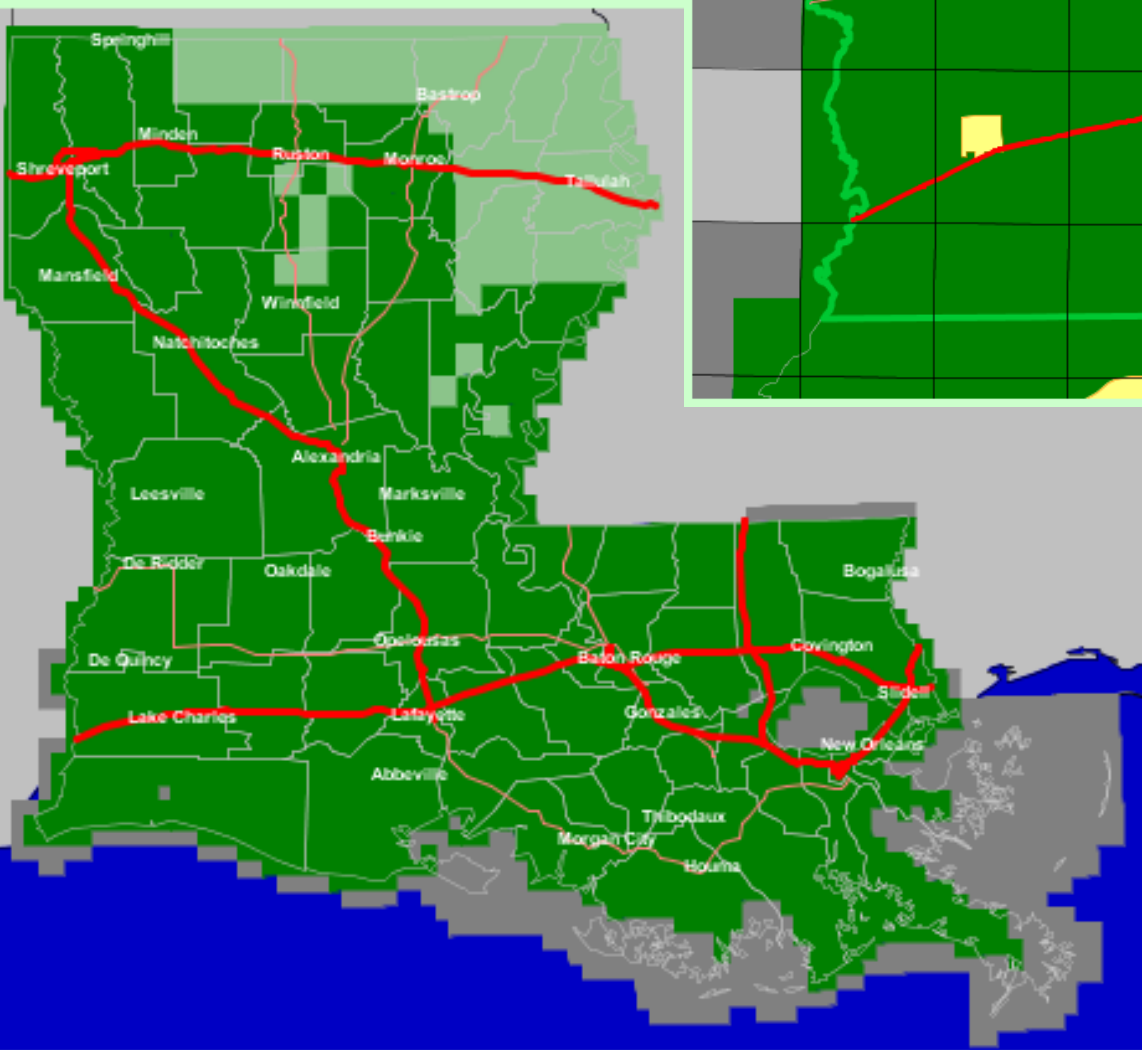 Springhill
Bastrop
Minden
Ruston
Monroe
Shreveport
Tallulah
Mansfield
Winnfield
Natchitoches
Alexandria
Leesville
Marksville
Bunkie
De Ridder
Oakdale
Bogalusa
Opelousas
Covington
De Quincy
Baton Rouge
Slidell
Lake Charles
Lafayette
Gonzales
New Orleans
Abbeville
Thibodaux
Morgan City
Houma